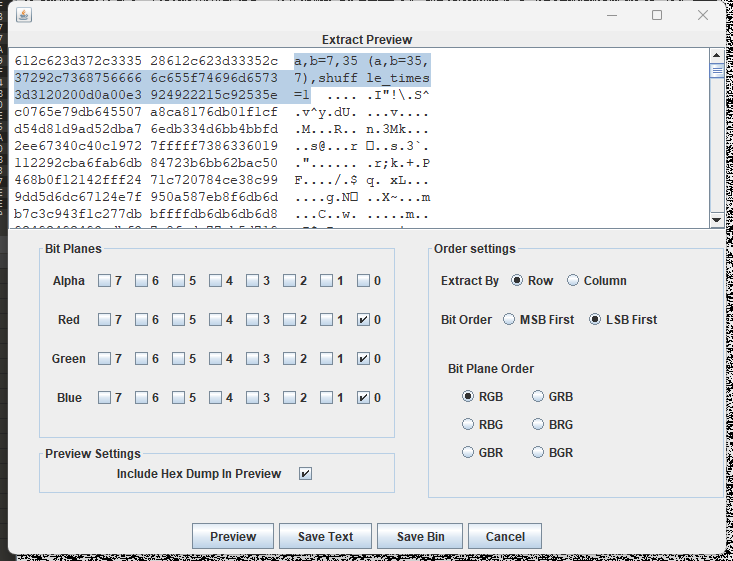 Extract Preview
612c623d372c3335 28612c623d33352c a,b=7,35 (a,b=35,
37292c7368756666 6c655f74696d6573 7),shuff le_times
3d3120200d0a00e3 924922215c92535e =1 .... .I"!\.S^
c0765e79db645507 a8ca8176db01f1cf .v^y.dU. ...v....
d54d81d9ad52dba7 6edb334d6bb4bbfd .M...R.. n.3Mk...
2ee67340c40c1927 7fffff7386336019 ..s@...' ...s.3`.
112292cba6fab6db 84723b6bb62bac50 ."...... .r;k.+.P
468b0f12142fff24 71c720784ce38c99 F..../.$ q. xL...
9dd5d6dc67124e7f 950a587eb8f6db6d ....g.N ..X~...m
b7c3c943f1c277db bffffdb6db6db6d8 ...C..w. .....m..
Bit Planes
Alpha 7 6 5 4 3 2 1 0
Red 7 6 5 4 3 2 1 0
Green 7 6 5 4 3 2 1 0
Blue 7 6 5 4 3 2 1 0
Preview Settings
Include Hex Dump In Preview
Order settings
Extract By Row Column
Bit Order MSB First LSB First
Bit Plane Order
RGB GRB
RBG BRG
GBR BGR
Preview Save Text Save Bin Cancel